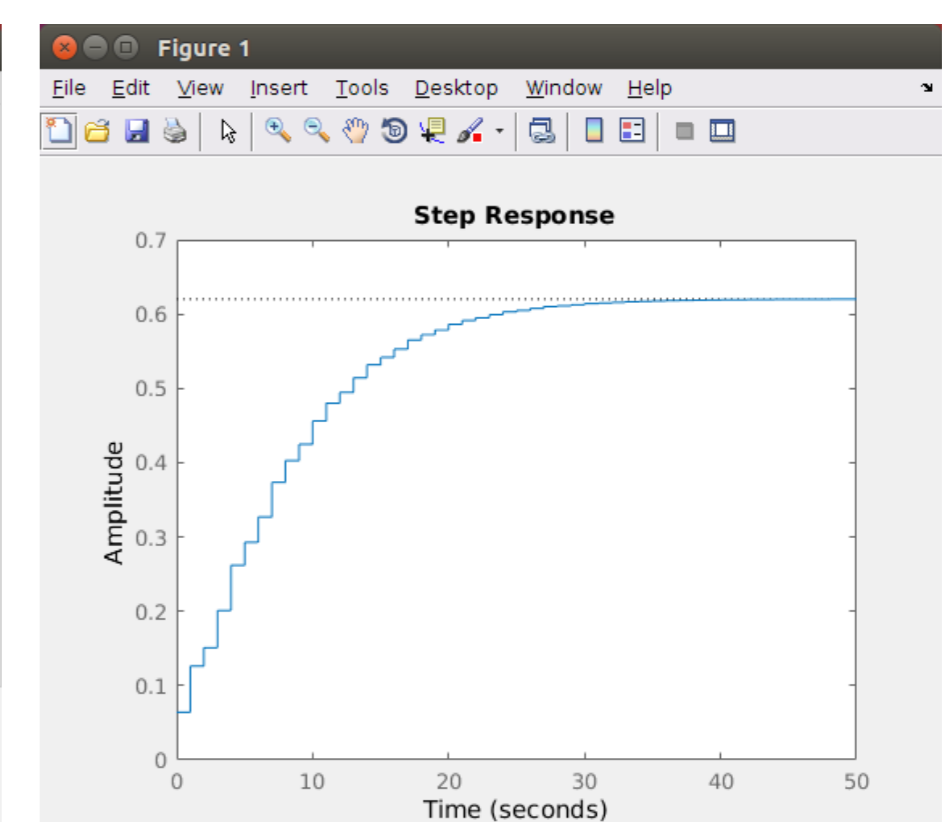 Figure 1
File Edit View Insert Tools Desktop Window Help
Step Response
0.7
0.6
0.5
0.4
0.3
0.2
0.1
0
Amplitude
0 10 20 30 40 50
Time (seconds)